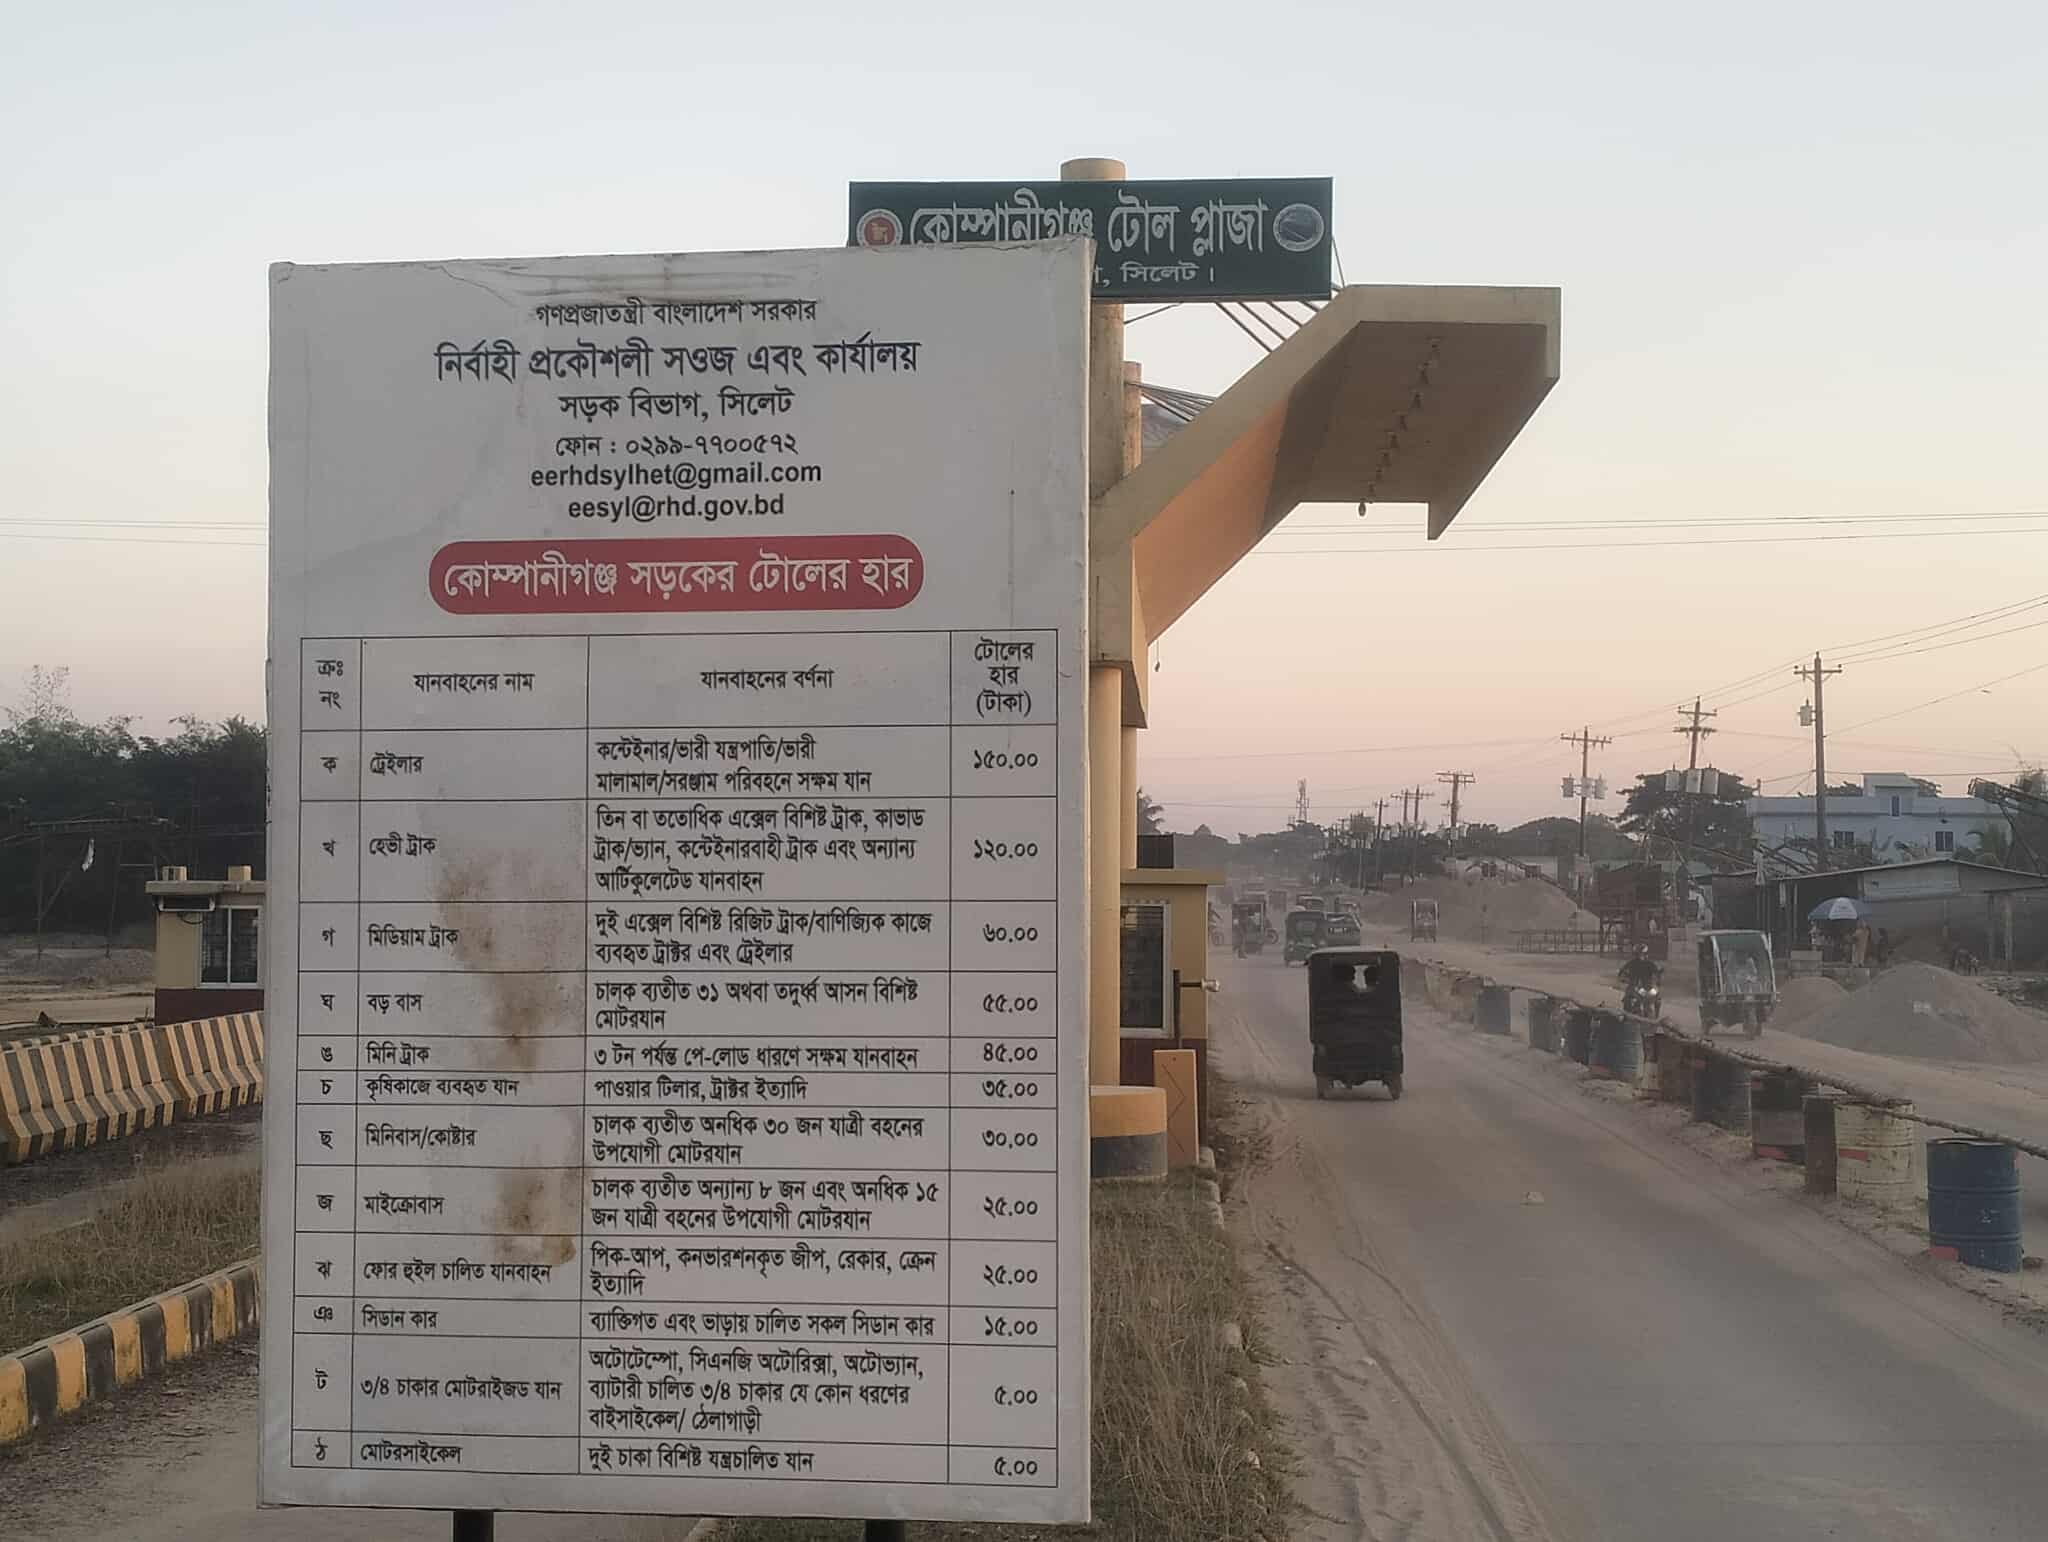 কোম্পানীগঞ্জ টোল প্লাজা
, সিলেট।
গণপ্রজাতন্ত্রী বাংলাদেশ সরকার
নির্বাহী প্রকৌশলী সওজ এবং কার্যালয়
সড়ক বিভাগ, সিলেট
ফোন : ০২৯৯-৭৭০০৫৭২
eerhdsylhet@gmail.com
eesyl@rhd.gov.bd
কোম্পানীগঞ্জ সড়কের টোলের হার
ক্রঃ নং যানবাহনের নাম যানবাহনের বর্ণনা টোলের হার (টাকা)
ক ট্রেইলার কন্টেইনার/ভারী যন্ত্রপাতি/ভারী
মালামাল/সরঞ্জাম পরিবহনে সক্ষম যান ১৫০.০০
খ হেভী ট্রাক তিন বা ততোধিক এক্সেল বিশিষ্ট ট্রাক, কাভাড
ট্রাক/ভ্যান, কন্টেইনারবাহী ট্রাক এবং অন্যান্য
আর্টিকুলেটেড যানবাহন ১২০.০০
গ মিডিয়াম ট্রাক দুই এক্সেল বিশিষ্ট রিজিট ট্রাক/বাণিজ্যিক কাজে
ব্যবহৃত ট্রাক্টর এবং ট্রেইলার ৬০.০০
ঘ বড় বাস চালক ব্যতীত ৩১ অথবা তদুর্ধ্ব আসন বিশিষ্ট
মোটরযান ৫৫.০০
ঙ মিনি ট্রাক ৩ টন পর্যন্ত পে-লোড ধারণে সক্ষম যানবাহন ৪৫.০০
চ কৃষিকাজে ব্যবহৃত যান পাওয়ার টিলার, ট্রাক্টর ইত্যাদি ৩৫.০০
ছ মিনিবাস/কোষ্টার চালক ব্যতীত অনধিক ৩০ জন যাত্রী বহনের
উপযোগী মোটরযান ৩০.০০
জ মাইক্রোবাস চালক ব্যতীত অন্যান্য ৮ জন এবং অনধিক ১৫
জন যাত্রী বহনের উপযোগী মোটরযান ২৫.০০
ঝ ফোর হুইল চালিত যানবাহন পিক-আপ, কনভারশনকৃত জীপ, রেকার, ক্রেন
ইত্যাদি ২৫.০০
ঞ সিডান কার ব্যাক্তিগত এবং ভাড়ায় চালিত সকল সিডান কার ১৫.০০
ট ৩/৪ চাকার মোটরাইজড যান অটোটেম্পো, সিএনজি অটোরিক্সা, অটোভ্যান,
ব্যাটারী চালিত ৩/৪ চাকার যে কোন ধরণের
বাইসাইকেল/ ঠেলাগাড়ী ৫.০০
ঠ মোটরসাইকেল দুই চাকা বিশিষ্ট যন্ত্রচালিত যান ৫.০০